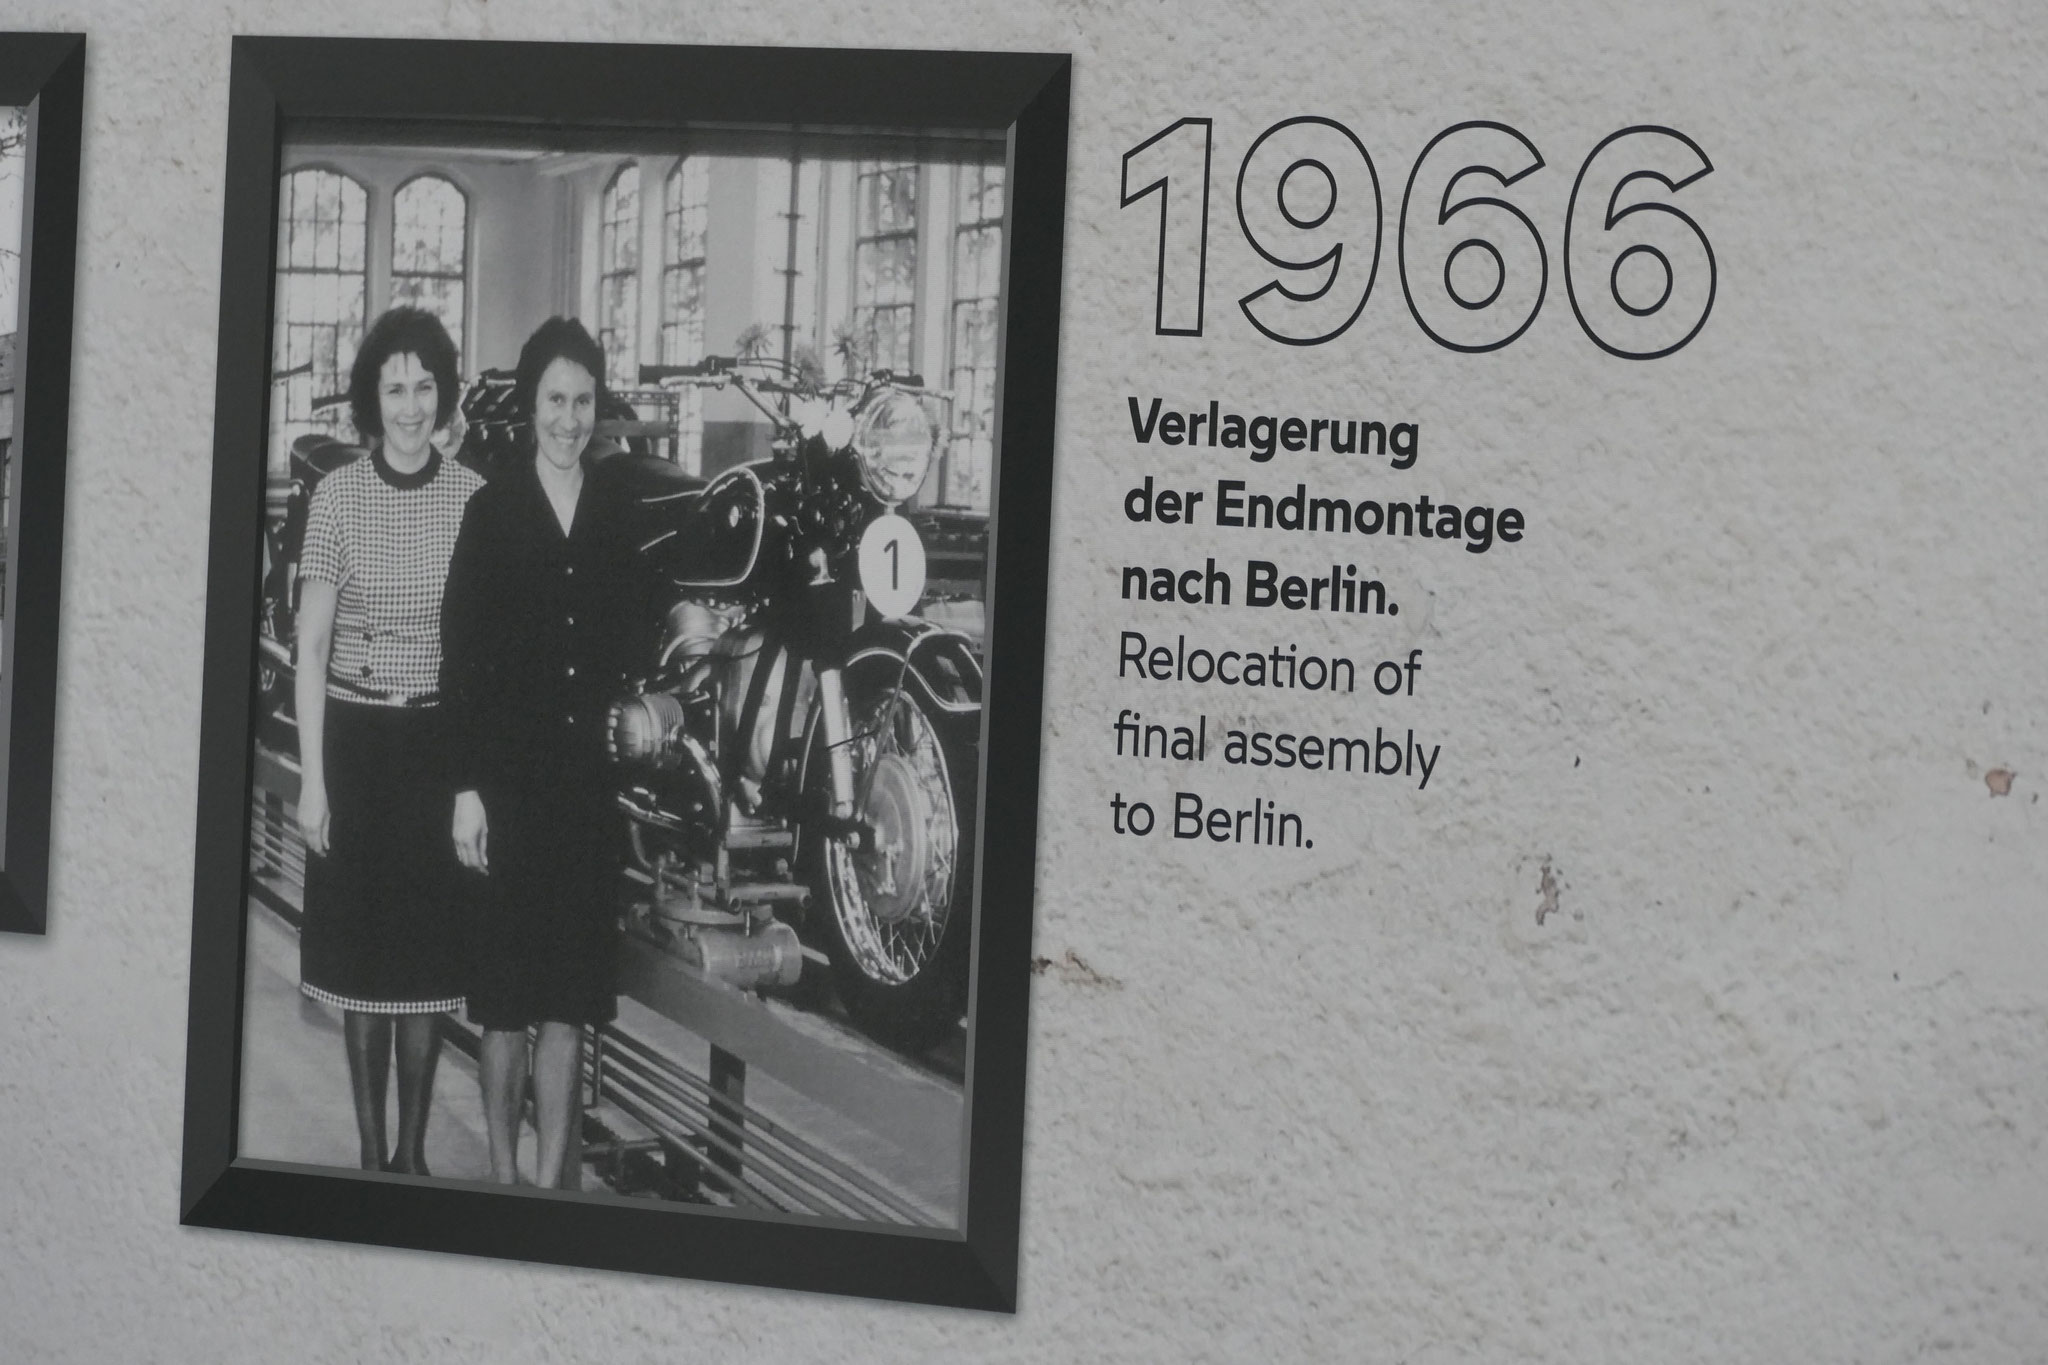 1966
Verlagerung
der Endmontage
nach Berlin.
Relocation of
final assembly
to Berlin.
1